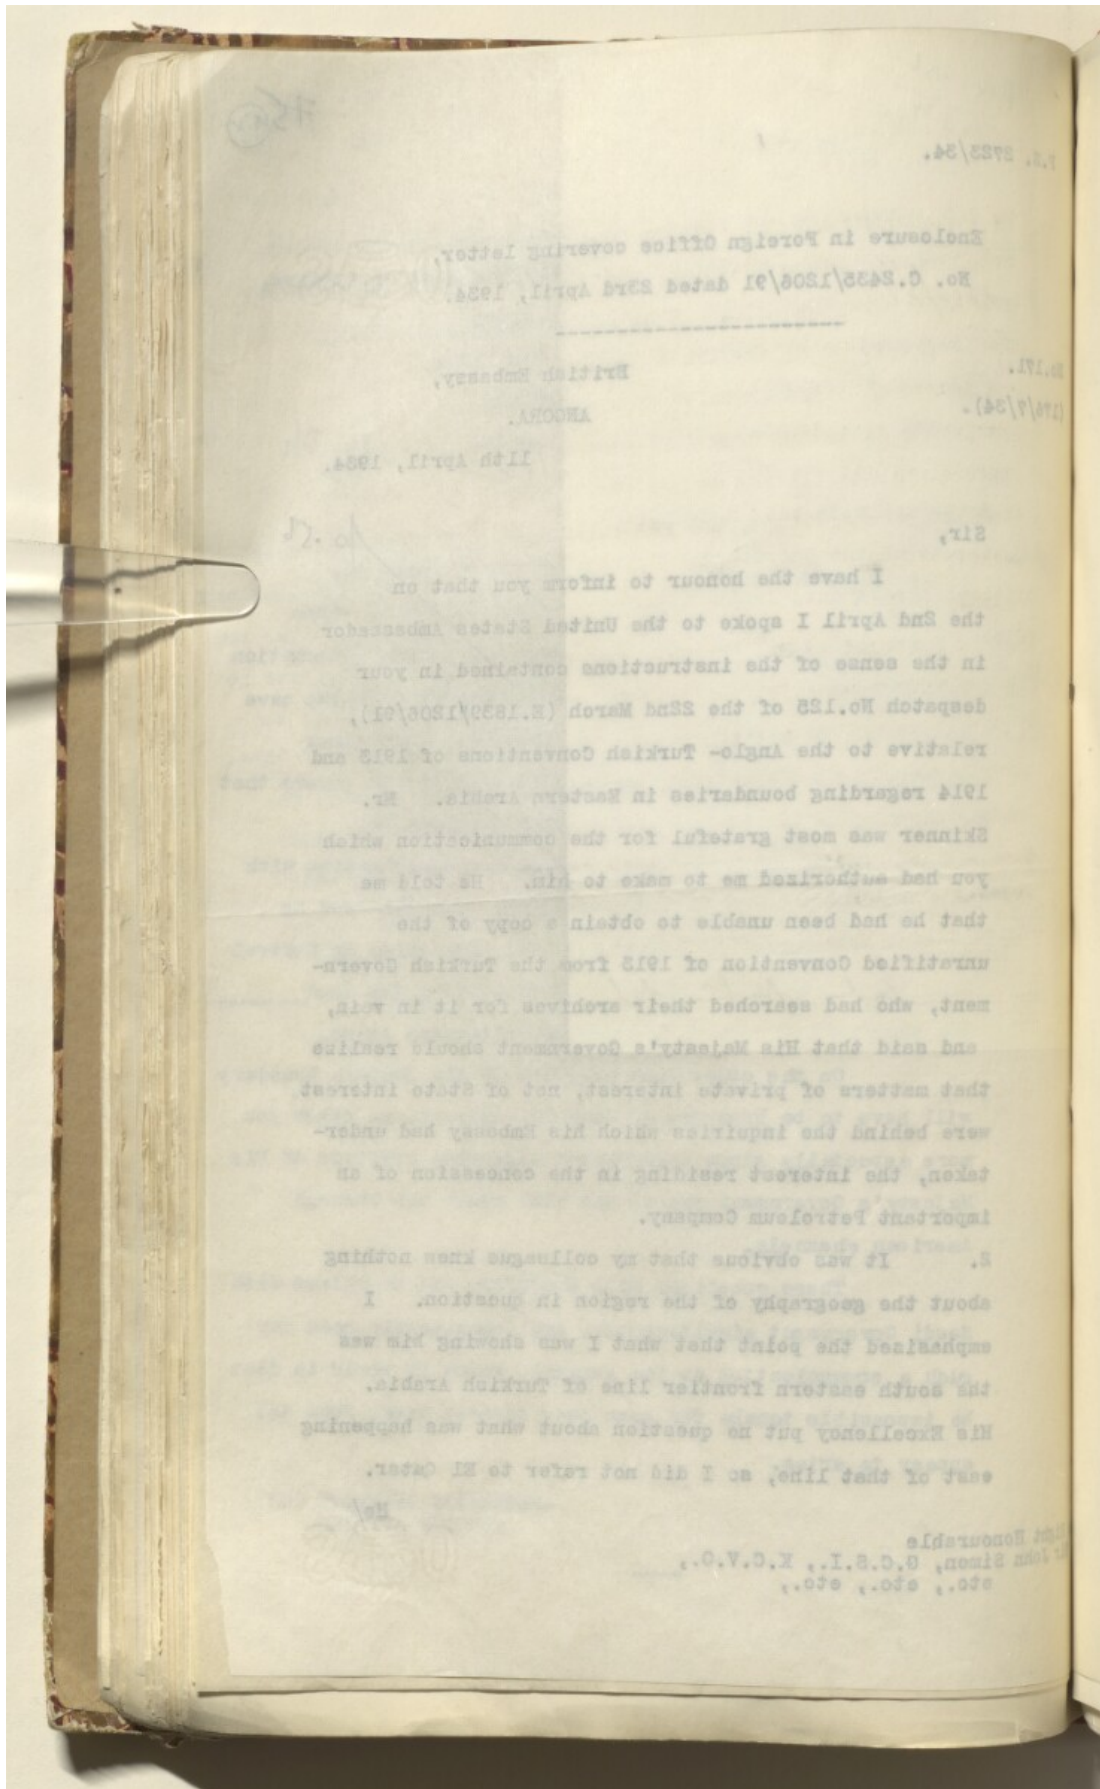 P.Z. 2723/34.
Enclosure in Foreign Office covering letter,
No. C.2435/1206/91 dated 23rd April, 1934.
No.171.
(176/7/34).
British Embassy,
ANGORA.
11th April, 1934.
Sir,
I have the honour to inform you that on
the 2nd April I spoke to the United States Ambassador
in the sense of the instructions contained in your
despatch No.125 of the 22nd March (E.1839/1206/91),
relative to the Anglo- Turkish Conventions of 1913 and
1914 regarding boundaries in Eastern Arabia. Mr.
Skinner was most grateful for the communication which
you had authorized me to make to him. He told me
that he had been unable to obtain a copy of the
unratified Convention of 1913 from the Turkish Govern-
ment, who had searched their archives for it in vain,
and said that His Majesty's Government should realize
that matters of private interest, not of State interest
were behind the inquiries which his Embassy had under-
taken, the interest residing in the concession of an
important Petroleum Company.
2. It was obvious that my colleague knew nothing
about the geography of the region in question. I
emphasised the point that what I was showing him was
the south eastern frontier line of Turkish Arabia.
His Excellency put no question about what was happening
east of that line, so I did not refer to El Qatar.
He/
Right Honourable
Sir John Simon, G.C.S.I., K.C.V.O.,
etc., etc., etc.,